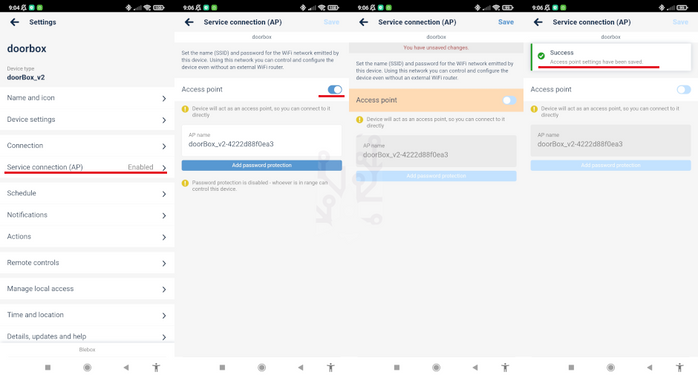 9:04
Settings
doorbox
Device type
doorBox_v2
Name and icon
Device settings
Connection
Service connection (AP)
Enabled
Schedule
Notifications
Actions
Remote controls
Manage local access
Time and location
Details, updates and help
Blebox
9:06
Service connection (AP)
Save
doorbox
Set the name (SSID) and password for the WiFi network emitted by
this device. Using this network you can control and configure the
device even without an external WiFi router.
Access point
Device will act as an access point, so you can connect to it
directly
AP name
doorBox_v2-4222d88f0ea3
Add password protection
Password protection is disabled - whoever is in range can
control this device.
9:06
Service connection (AP)
Save
doorbox
You have unsaved changes
Set the name (SSID) and password for the WiFi network emitted by
this device. Using this network you can control and configure the
device even without an external WiFi router.
Access point
Device will act as an access point, so you can connect to it
directly
AP name
doorBox_v2-4222d88f0ea3
Add password protection
9:06
Service connection (AP)
Save
doorbox
Success
Access point settings have been saved.
Access point
Device will act as an access point, so you can connect to it
directly
AP name
doorBox_v2-4222d88f0ea3
Add password protection